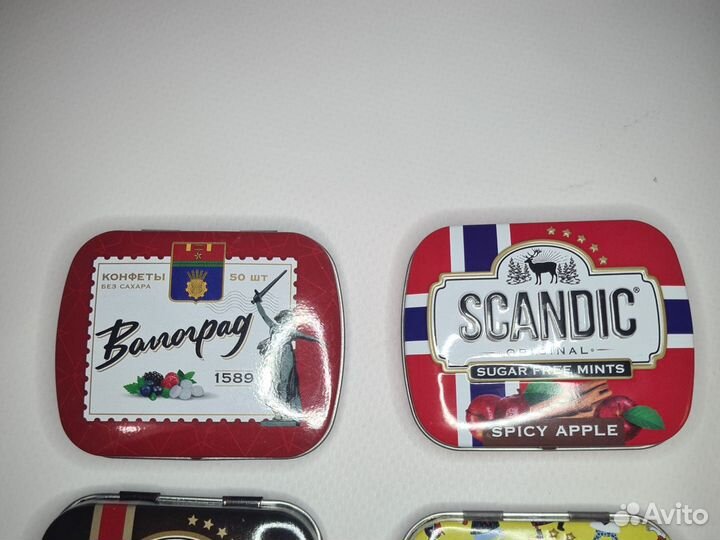 КОНФЕТЫ 50 ШТ
БЕЗ САХАРА
Волгоград
1589
SCANDIC®
ORIGINAL
SUGAR FREE MINTS
SPICY APPLE
Avito